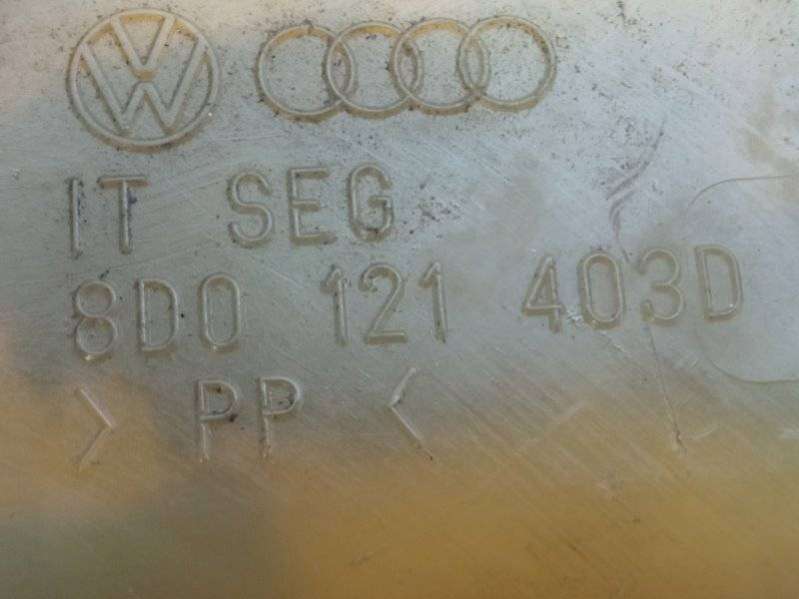 IT SEG
8D0 121 403D
> PP <